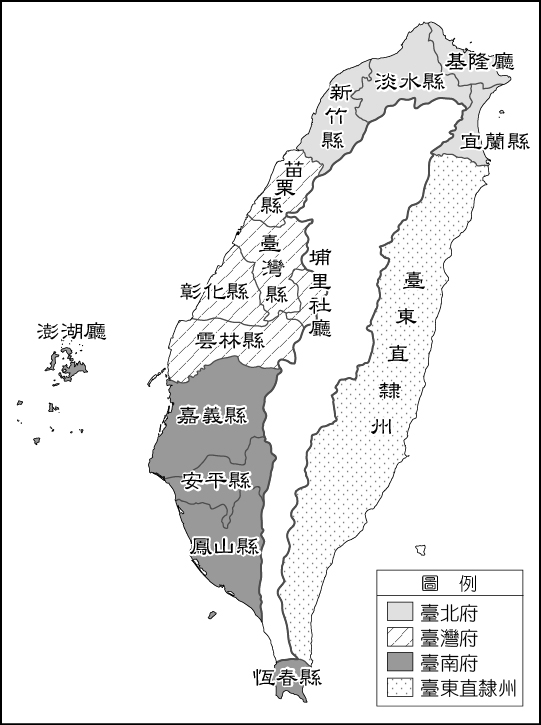 基隆廳
淡水縣
新竹縣
宜蘭縣
苗栗縣
臺灣縣
埔里社廳
彰化縣
臺東直隸州
澎湖廳
雲林縣
嘉義縣
安平縣
鳳山縣
恆春縣
圖 例
臺北府
臺灣府
臺南府
臺東直隸州